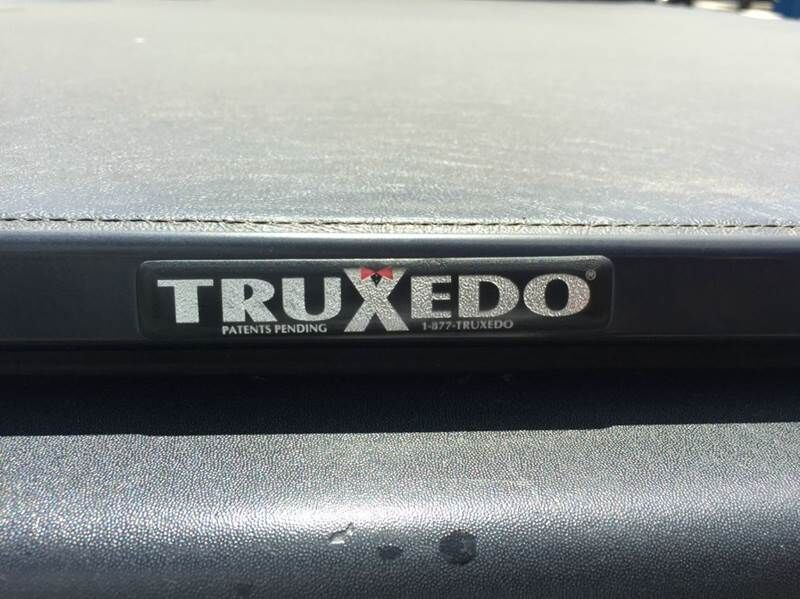 TRUXEDO®
PATENTS PENDING 1-877-TRUXEDO